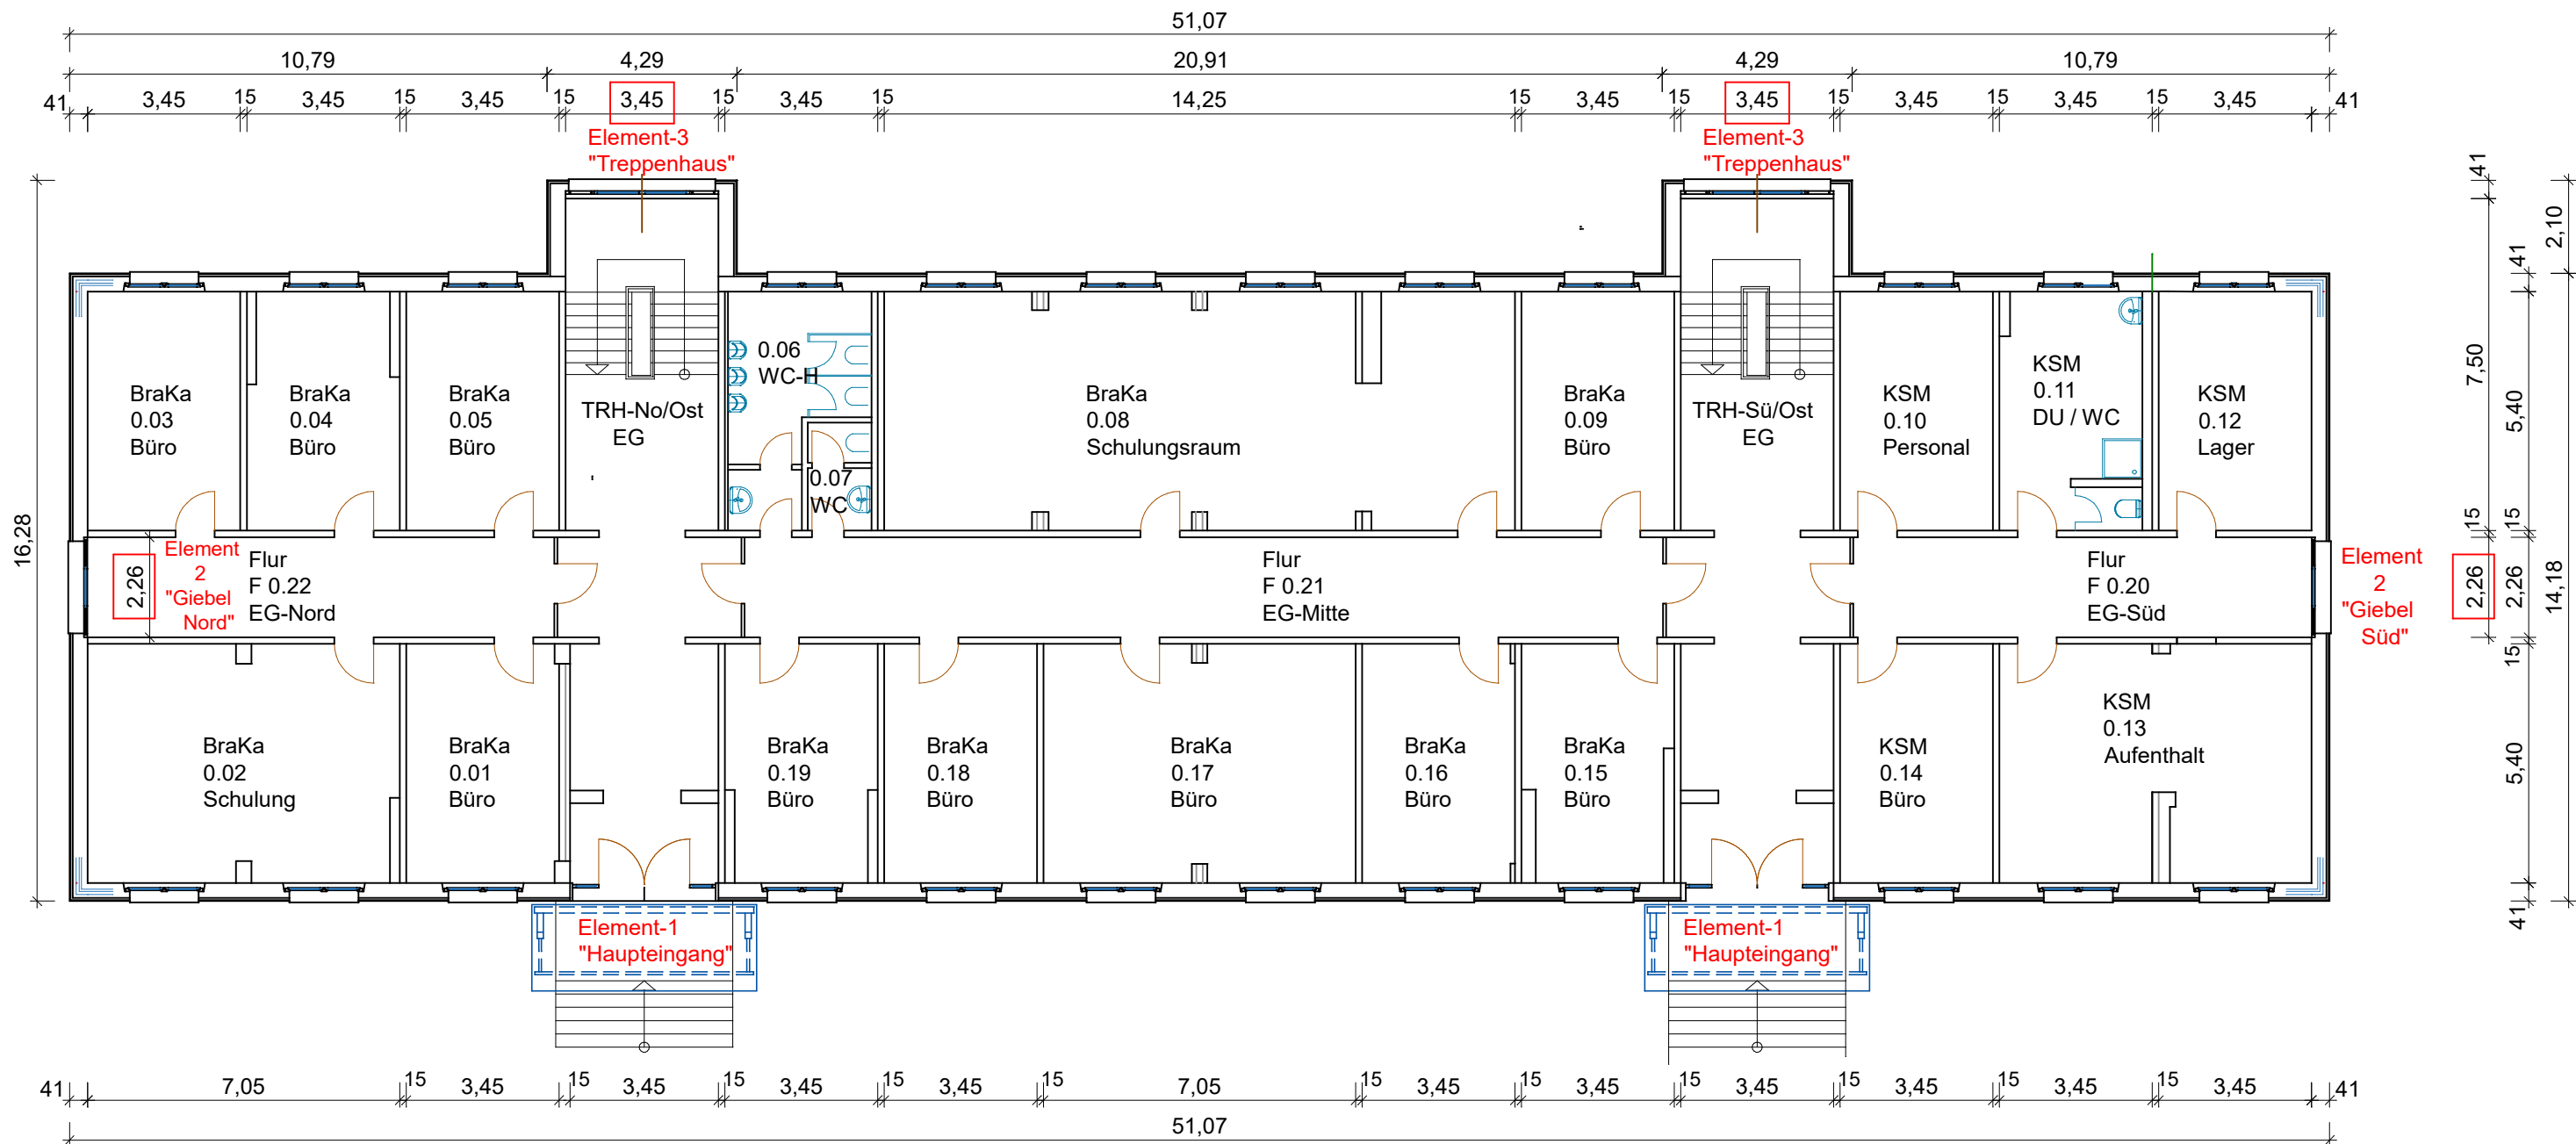 51,07
10,79 4,29 20,91 4,29 10,79
41 3,45 15 3,45 15 3,45 15 3,45 15 3,45 15 14,25 15 3,45 15 3,45 15 3,45 15 3,45 15 3,45 41
Element-3
"Treppenhaus"
Element-3
"Treppenhaus"
BraKa
0.03
Büro
BraKa
0.04
Büro
BraKa
0.05
Büro
TRH-No/Ost
EG
0.06
WC-H
0.07
WC
BraKa
0.08
Schulungsraum
BraKa
0.09
Büro
TRH-Sü/Ost
EG
KSM
0.10
Personal
KSM
0.11
DU / WC
KSM
0.12
Lager
16,28
2,26
Element
2
"Giebel
Nord"
Flur
F 0.22
EG-Nord
Flur
F 0.21
EG-Mitte
Flur
F 0.20
EG-Süd
Element
2
"Giebel
Süd"
41
7,50
15
2,26
41
5,40
15
2,26
15
5,40
41
2,10
14,18
BraKa
0.02
Schulung
BraKa
0.01
Büro
BraKa
0.19
Büro
BraKa
0.18
Büro
BraKa
0.17
Büro
BraKa
0.16
Büro
BraKa
0.15
Büro
KSM
0.14
Büro
KSM
0.13
Aufenthalt
Element-1
"Haupteingang"
Element-1
"Haupteingang"
41 7,05 15 3,45 15 3,45 15 3,45 15 3,45 15 7,05 15 3,45 15 3,45 15 3,45 15 3,45 15 3,45 15 3,45 41
51,07